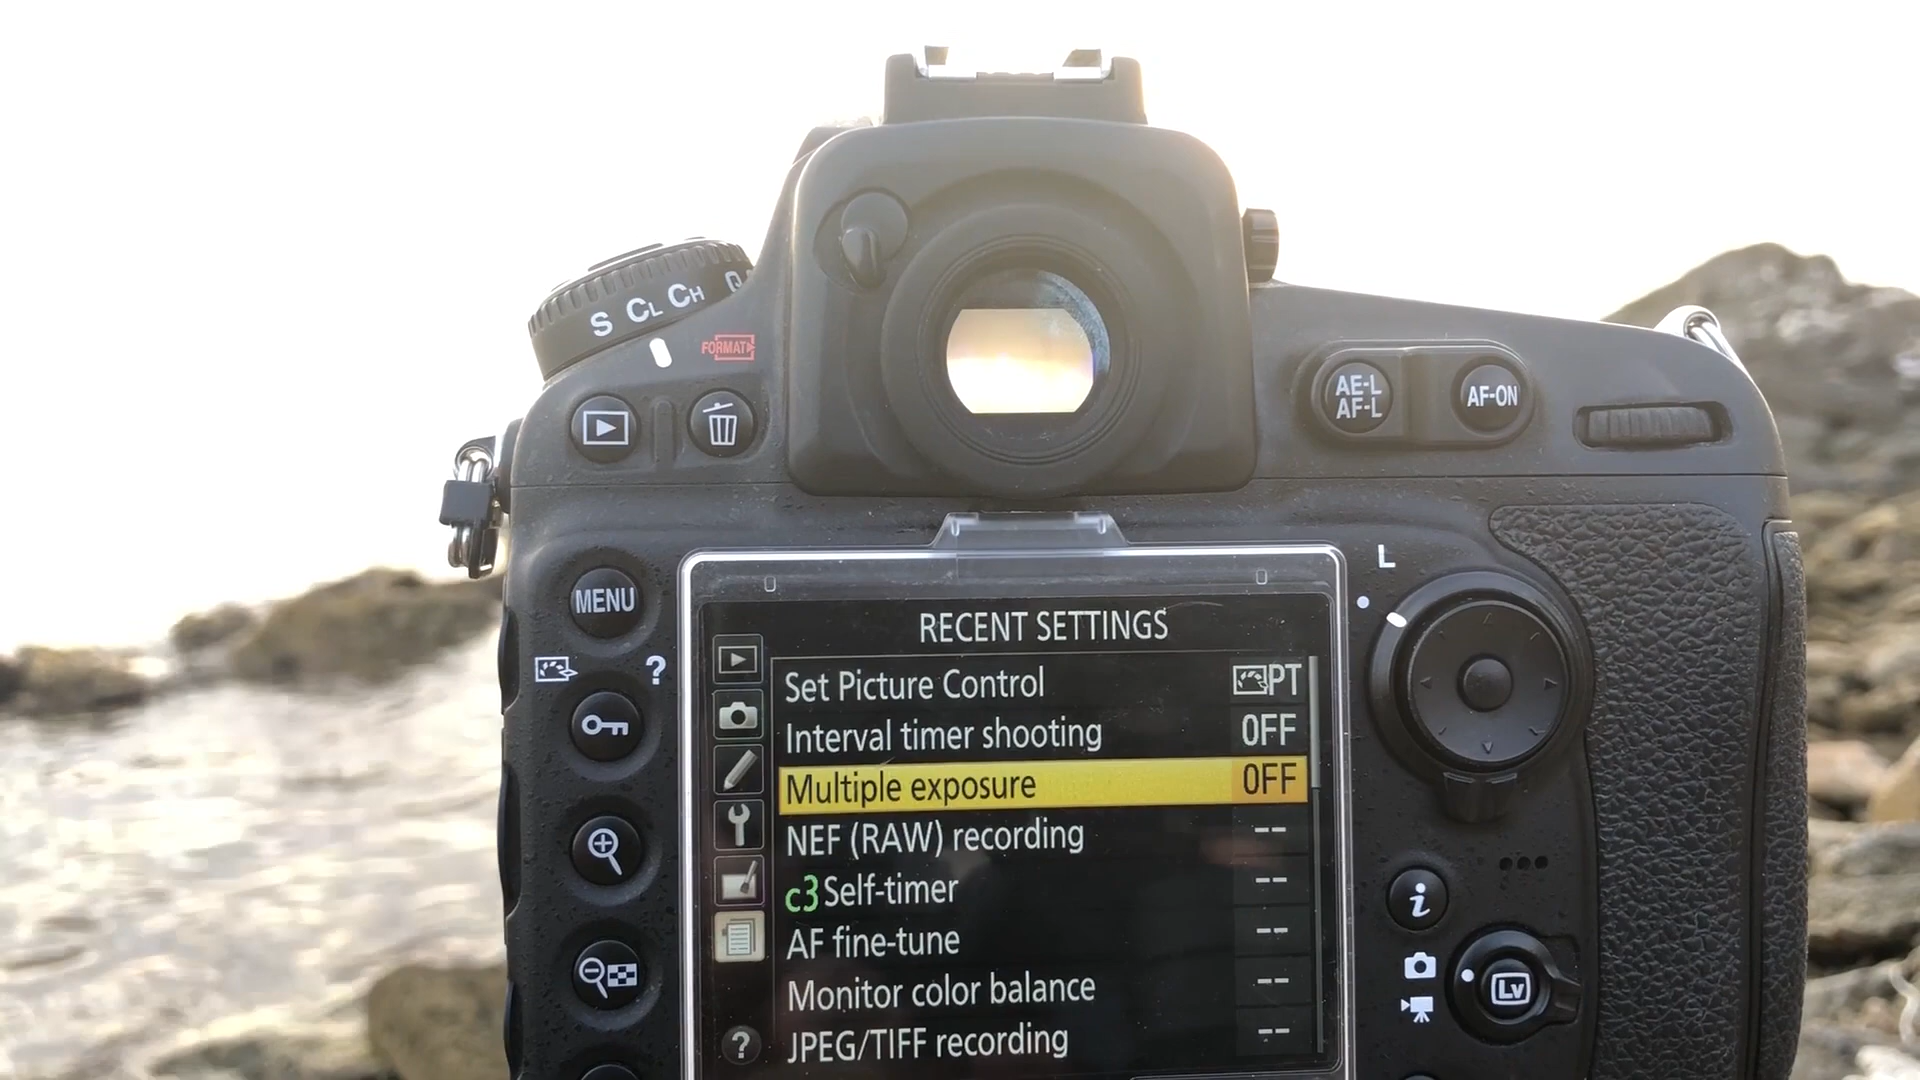 S CL CH Q
FORMAT
AE-L
AF-L
AF-ON
MENU
?
L
RECENT SETTINGS
Set Picture Control PT
Interval timer shooting OFF
Multiple exposure OFF
NEF (RAW) recording --
c3 Self-timer --
AF fine-tune --
Monitor color balance --
JPEG/TIFF recording --
?
i
Lv